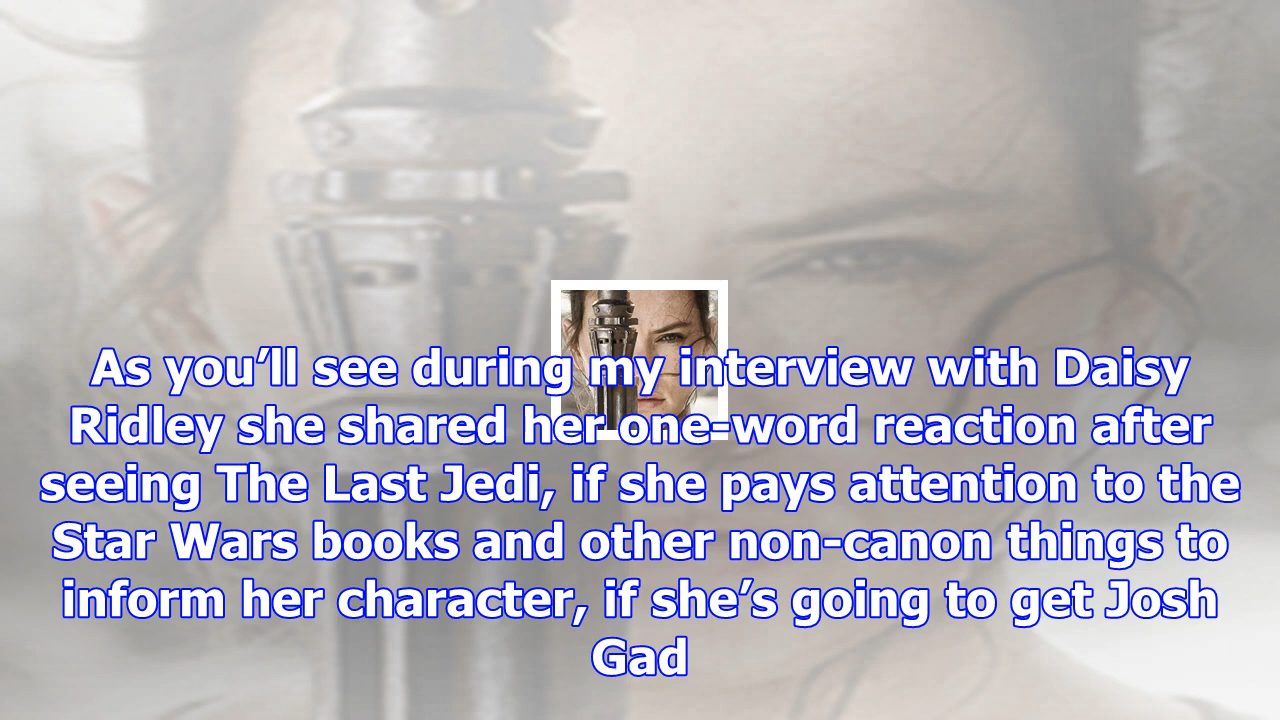 As you’ll see during my interview with Daisy
Ridley she shared her one-word reaction after
seeing The Last Jedi, if she pays attention to the
Star Wars books and other non-canon things to
inform her character, if she’s going to get Josh
Gad